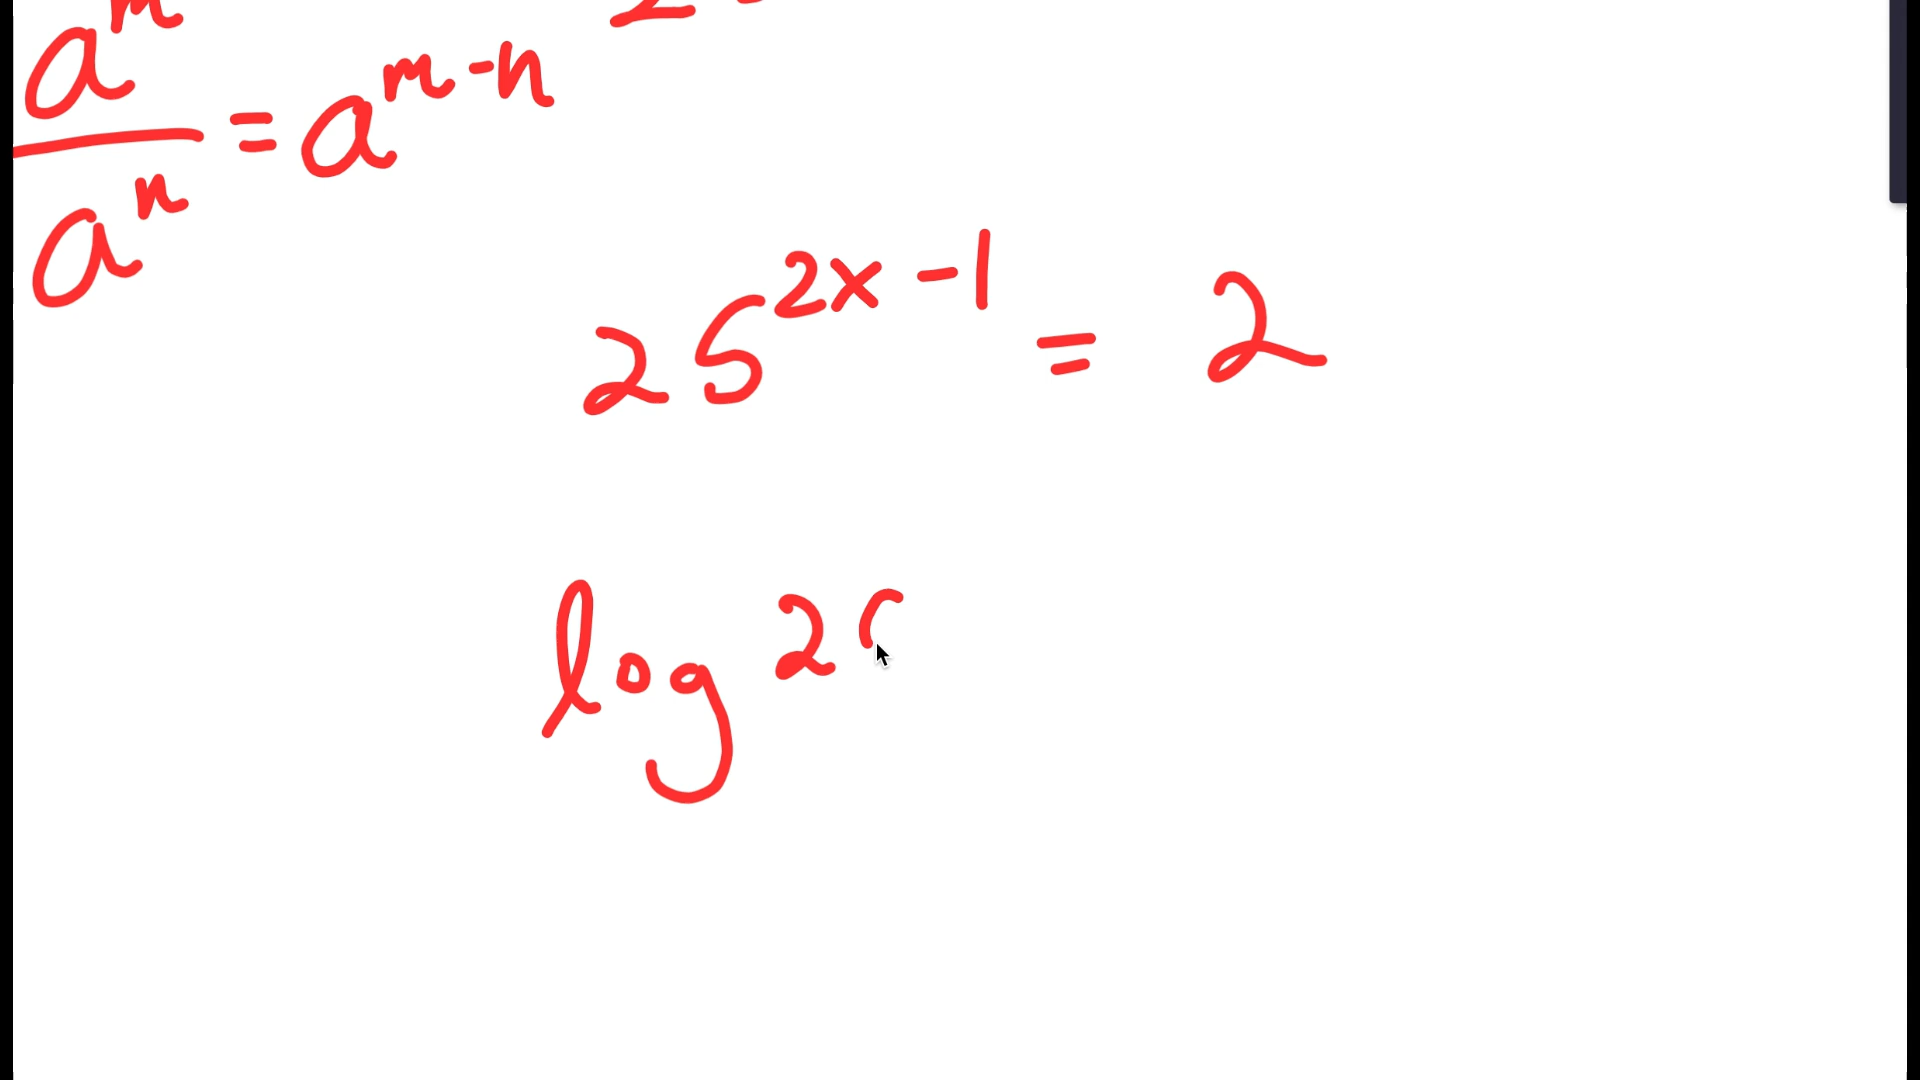 a^m / a^n = a^(m-n)
25^(2x-1) = 2
log 2